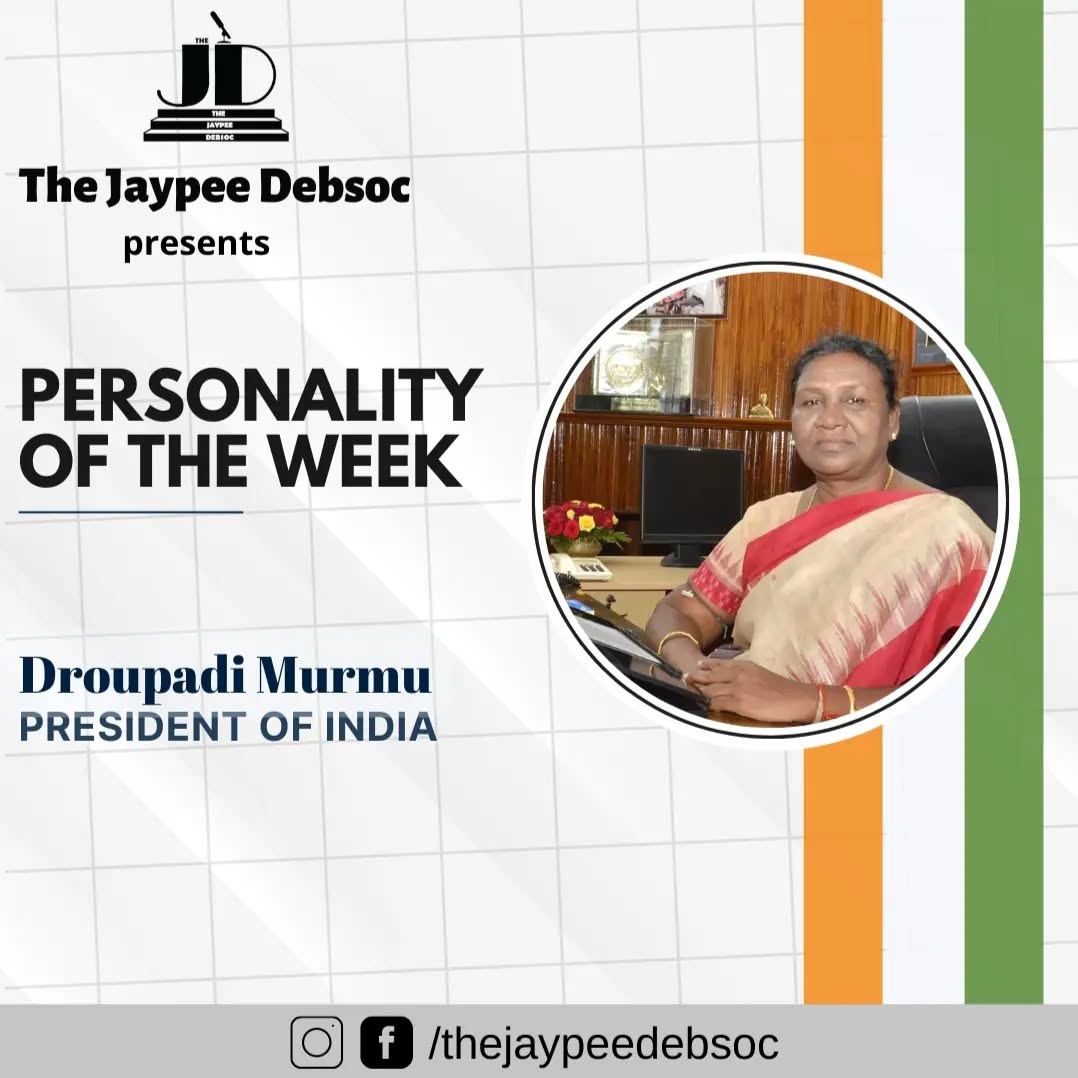 THE
JD
THE
JAYPEE
DEBSOC
The Jaypee Debsoc
presents
PERSONALITY
OF THE WEEK
Droupadi Murmu
PRESIDENT OF INDIA
/thejaypeedebsoc